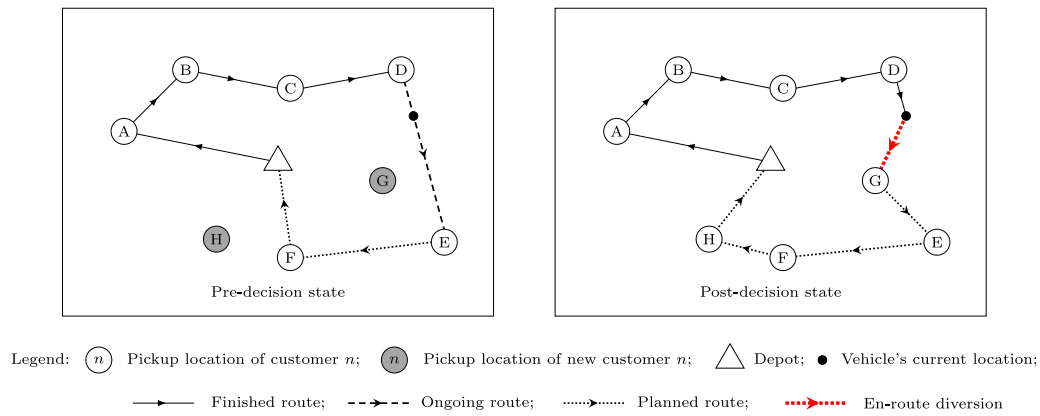 B
C
D
A
G
H
F
E
Pre-decision state
B
C
D
A
G
H
F
E
Post-decision state
Legend: n Pickup location of customer n; n Pickup location of new customer n; Depot; Vehicle's current location;
Finished route; Ongoing route; Planned route; En-route diversion